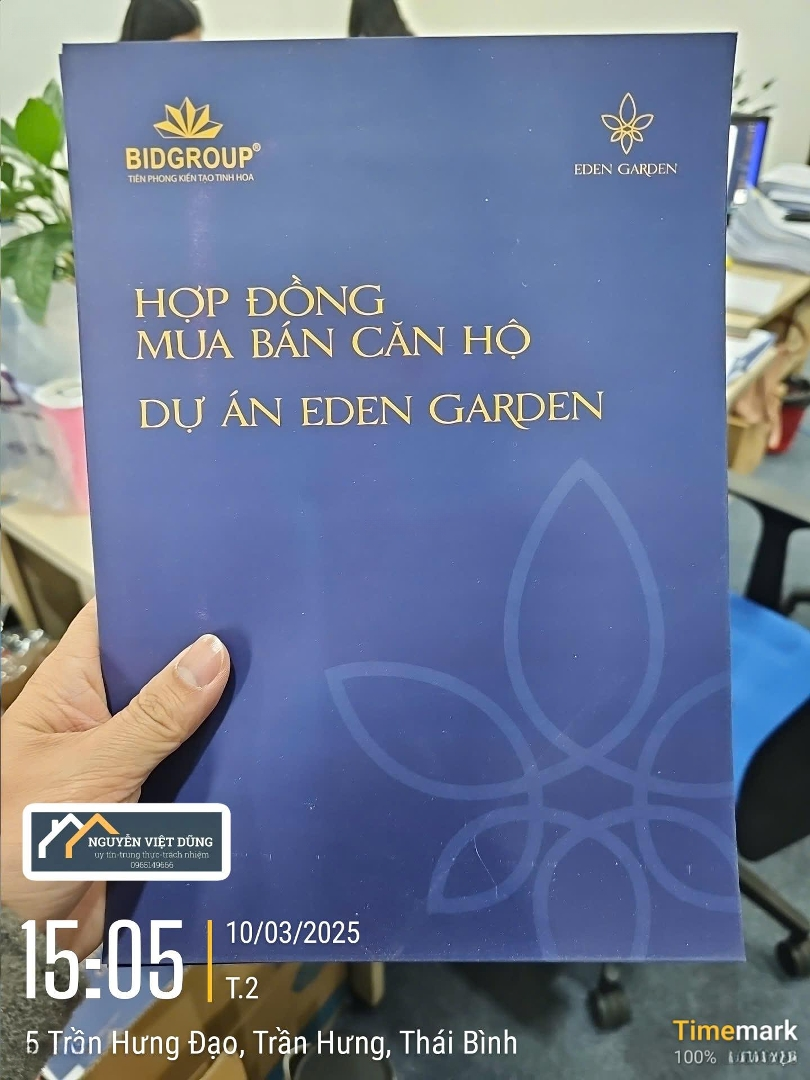 BIDGROUP®
TIÊN PHONG KIẾN TẠO TINH HOA
EDEN GARDEN
HỢP ĐỒNG
MUA BÁN CĂN HỘ
DỰ ÁN EDEN GARDEN
NGUYỄN VIỆT DŨNG
uy tín-trung thực-trách nhiệm
0965149666
15:05
10/03/2025
T.2
5 Trần Hưng Đạo, Trần Hưng, Thái Bình
Timemark
100%